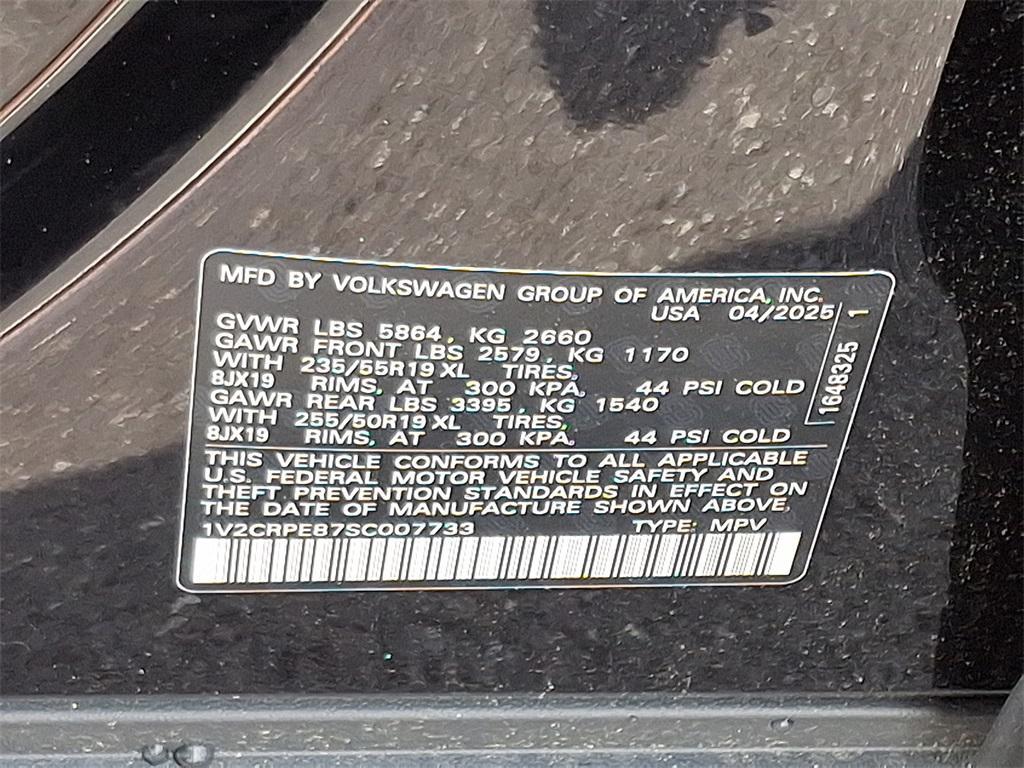 MFD BY VOLKSWAGEN GROUP OF AMERICA, INC.
USA 04/2025
GVWR LBS 5864, KG 2660
GAWR FRONT LBS 2579, KG 1170
WITH 235/55R19 XL TIRES,
8JX19 RIMS, AT 300 KPA, 44 PSI COLD
GAWR REAR LBS 3395, KG 1540
WITH 255/50R19 XL TIRES,
8JX19 RIMS, AT 300 KPA, 44 PSI COLD
1648325 1
THIS VEHICLE CONFORMS TO ALL APPLICABLE
U.S. FEDERAL MOTOR VEHICLE SAFETY AND
THEFT PREVENTION STANDARDS IN EFFECT ON
THE DATE OF MANUFACTURE SHOWN ABOVE.
1V2CRPE87SC007733 TYPE: MPV